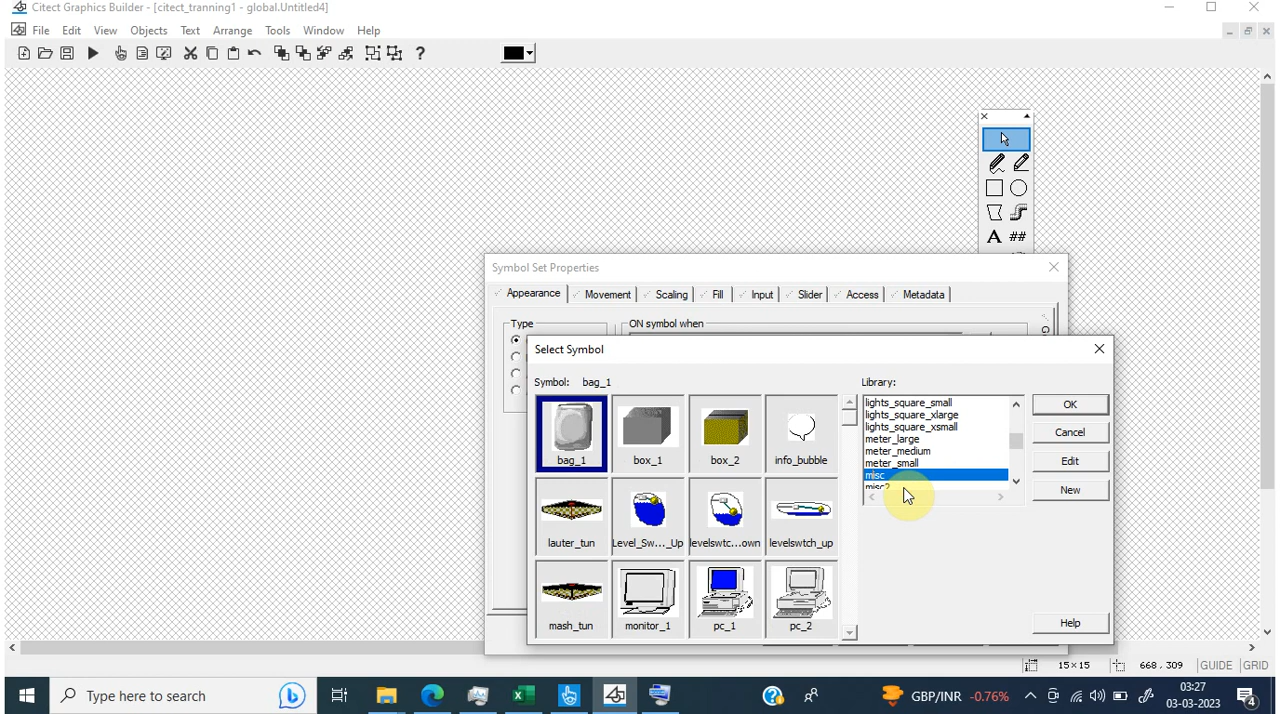 Citect Graphics Builder - [citect_tranning1 - global.Untitled4]
File Edit View Objects Text Arrange Tools Window Help
A ##
Symbol Set Properties
Appearance Movement Scaling Fill Input Slider Access Metadata
Type ON symbol when
Select Symbol
Symbol: bag_1 Library:
bag_1 box_1 box_2 info_bubble
lauter_tun Level_Sw..._Up levelswtc...own levelswtch_up
mash_tun monitor_1 pc_1 pc_2
lights_square_small
lights_square_xlarge
lights_square_xsmall
meter_large
meter_medium
meter_small
misc
misc2
OK
Cancel
Edit
New
Help
15×15 668 , 309 GUIDE GRID
Type here to search
GBP/INR -0.76%
03:27
03-03-2023
4